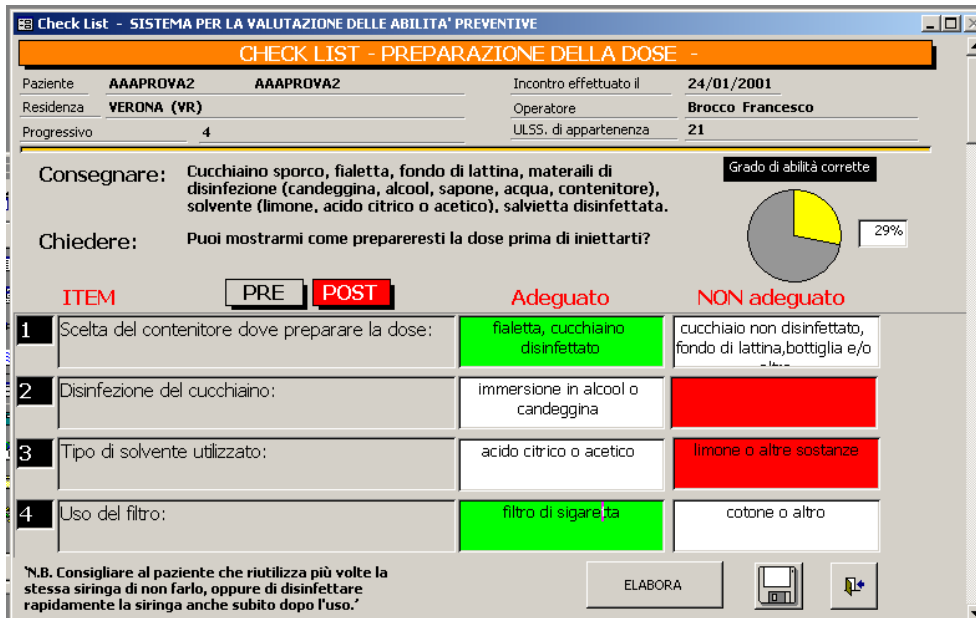 Check List - SISTEMA PER LA VALUTAZIONE DELLE ABILITA' PREVENTIVE
CHECK LIST - PREPARAZIONE DELLA DOSE -
Paziente AAAPROVA2 AAAPROVA2 Incontro effettuato il 24/01/2001
Residenza VERONA (VR) Operatore Brocco Francesco
Progressivo 4 ULSS. di appartenenza 21
Consegnare: Cucchiaino sporco, fialetta, fondo di lattina, materaili di
disinfezione (candeggina, alcool, sapone, acqua, contenitore),
solvente (limone, acido citrico o acetico), salvietta disinfettata.
Grado di abilità corrette
29%
Chiedere: Puoi mostrarmi come prepareresti la dose prima di iniettarti?
ITEM PRE POST Adeguato NON adeguato
1 Scelta del contenitore dove preparare la dose:
fialetta, cucchiaino
disinfettato
cucchiaio non disinfettato,
fondo di lattina,bottiglia e/o
2 Disinfezione del cucchiaino:
immersione in alcool o
candeggina
3 Tipo di solvente utilizzato: acido citrico o acetico limone o altre sostanze
4 Uso del filtro: filtro di sigaretta cotone o altro
'N.B. Consigliare al paziente che riutilizza più volte la
stessa siringa di non farlo, oppure di disinfettare
rapidamente la siringa anche subito dopo l'uso.'
ELABORA